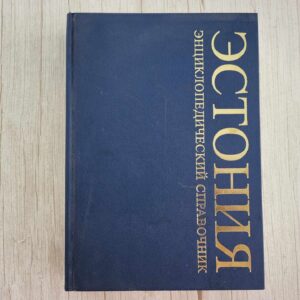 ЭСТОНИЯ
ЭНЦИКЛОПЕДИЧЕСКИЙ СПРАВОЧНИК